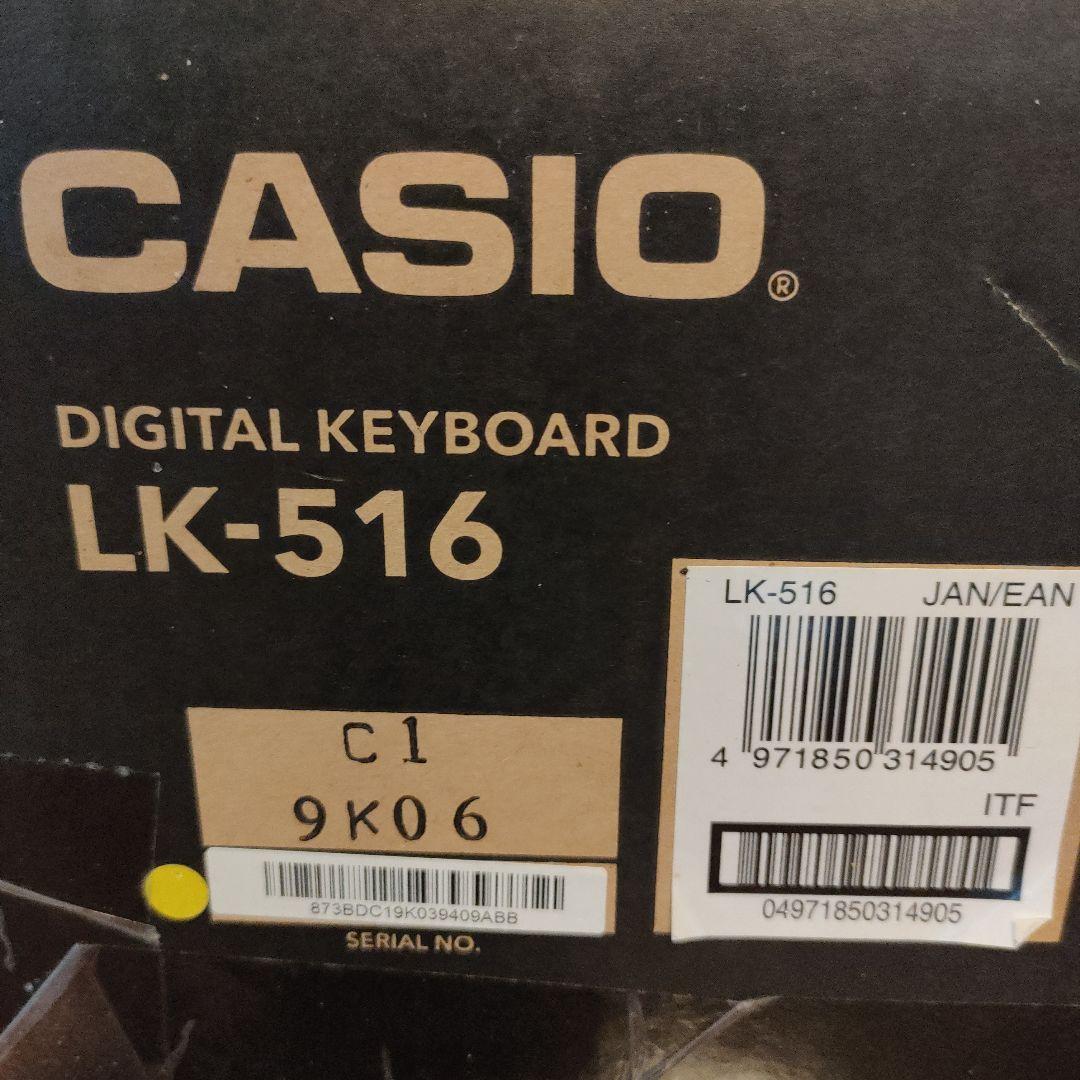 CASIO®
DIGITAL KEYBOARD
LK-516
LK-516 JAN/EAN
4 971850 314905
ITF
04971850314905
C1
9K06
873BDC19K039409ABB
SERIAL NO.